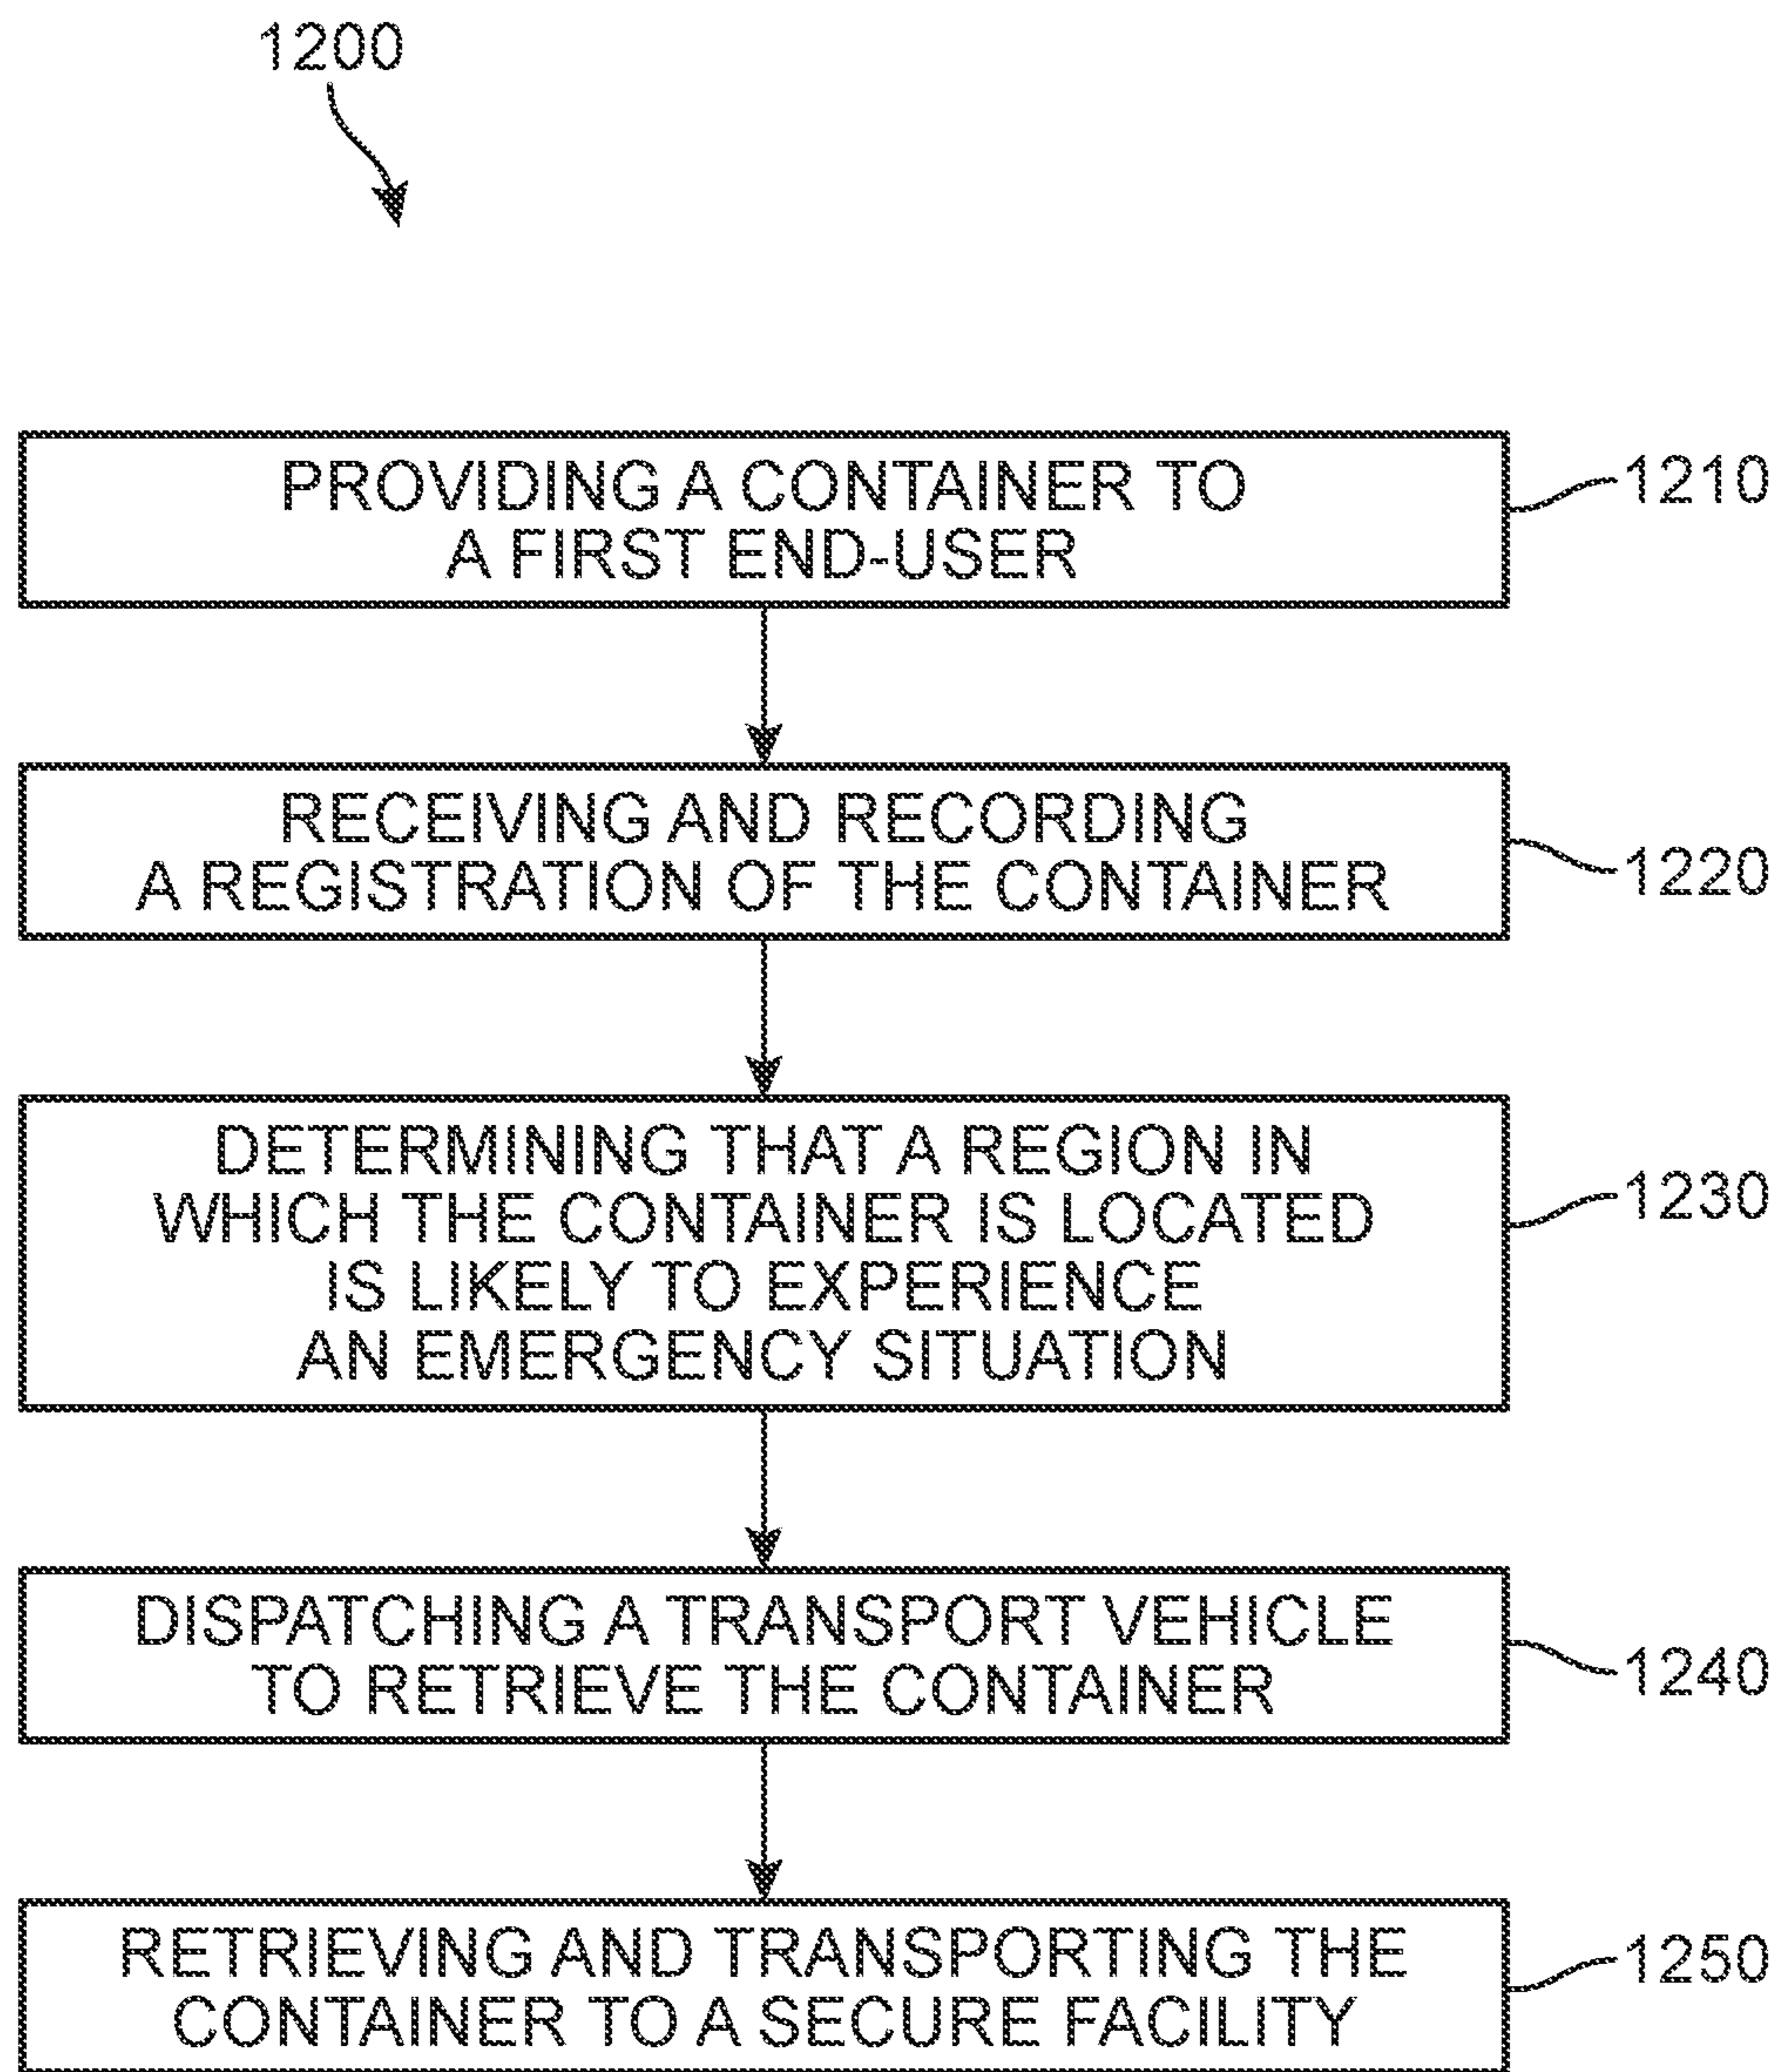 1200
PROVIDING A CONTAINER TO
A FIRST END-USER
1210
RECEIVING AND RECORDING
A REGISTRATION OF THE CONTAINER
1220
DETERMINING THAT A REGION IN
WHICH THE CONTAINER IS LOCATED
IS LIKELY TO EXPERIENCE
AN EMERGENCY SITUATION
1230
DISPATCHING A TRANSPORT VEHICLE
TO RETRIEVE THE CONTAINER
1240
RETRIEVING AND TRANSPORTING THE
CONTAINER TO A SECURE FACILITY
1250